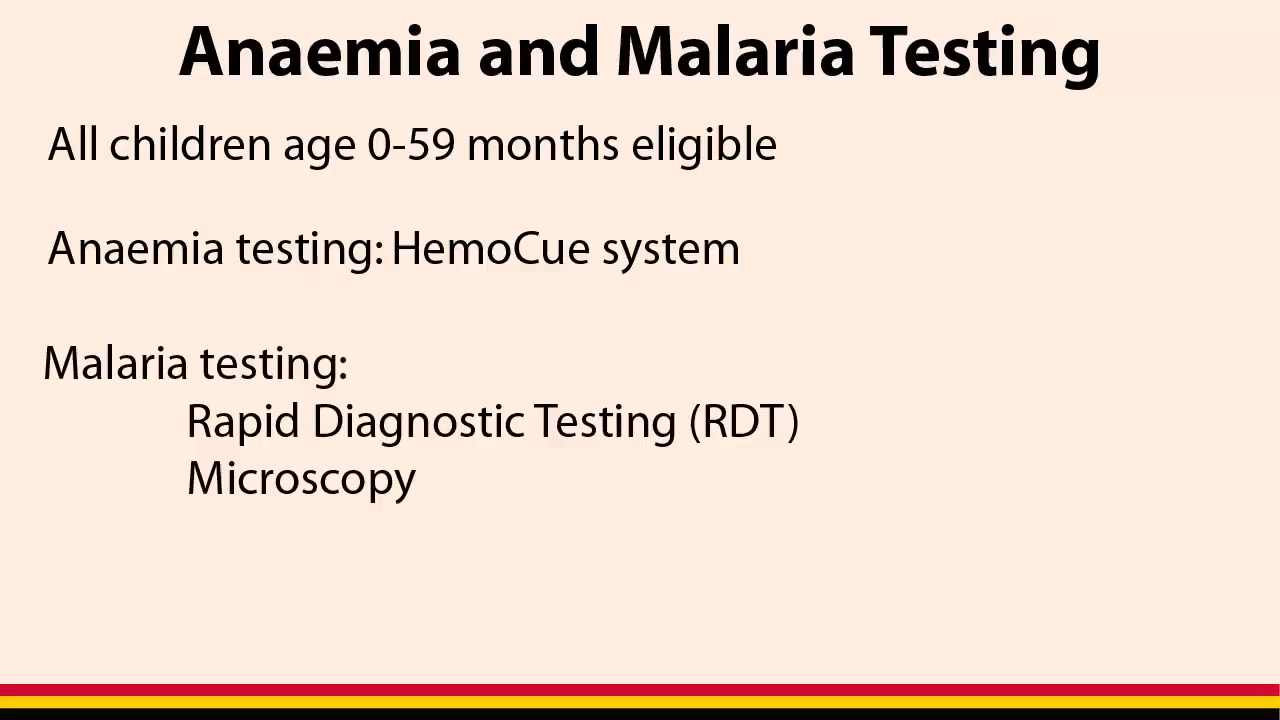 Anaemia and Malaria Testing
All children age 0-59 months eligible
Anaemia testing: HemoCue system
Malaria testing:
Rapid Diagnostic Testing (RDT)
Microscopy